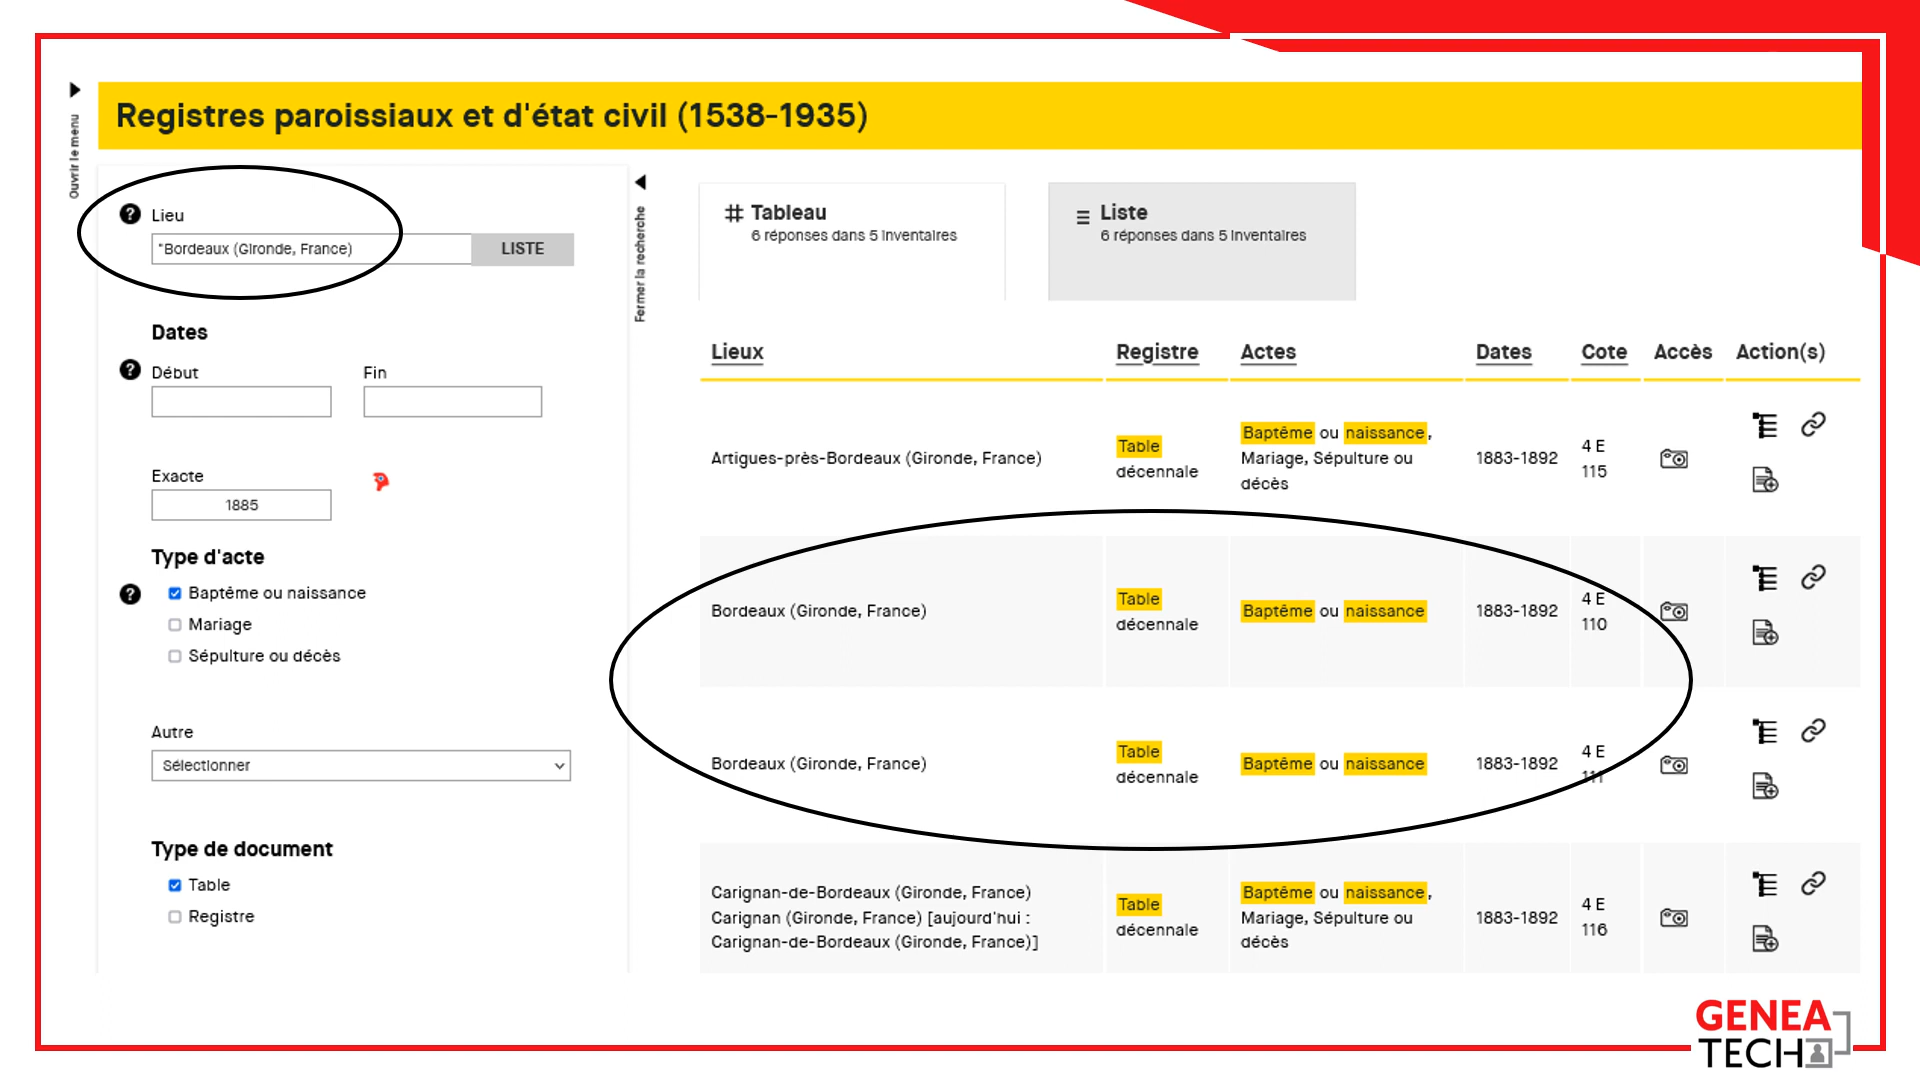 Registres paroissiaux et d'état civil (1538-1935)
Ouvrir le menu
Lieu
"Bordeaux (Gironde, France)
LISTE
Dates
Début
Fin
Exacte
1885
Type d'acte
Baptême ou naissance
Mariage
Sépulture ou décès
Autre
Sélectionner
Type de document
Table
Registre
Fermer la recherche
Tableau
6 réponses dans 5 inventaires
Liste
6 réponses dans 5 inventaires
Lieux Registre Actes Dates Cote Accès Action(s)
Artigues-près-Bordeaux (Gironde, France)
Table
décennale
Baptême ou naissance,
Mariage, Sépulture ou
décès
1883-1892
4 E
115
Bordeaux (Gironde, France)
Table
décennale
Baptême ou naissance
1883-1892
4 E
110
Bordeaux (Gironde, France)
Table
décennale
Baptême ou naissance
1883-1892
4 E
111
Carignan-de-Bordeaux (Gironde, France)
Carignan (Gironde, France) [aujourd'hui :
Carignan-de-Bordeaux (Gironde, France)]
Table
décennale
Baptême ou naissance,
Mariage, Sépulture ou
décès
1883-1892
4 E
116
GENEA
TECH